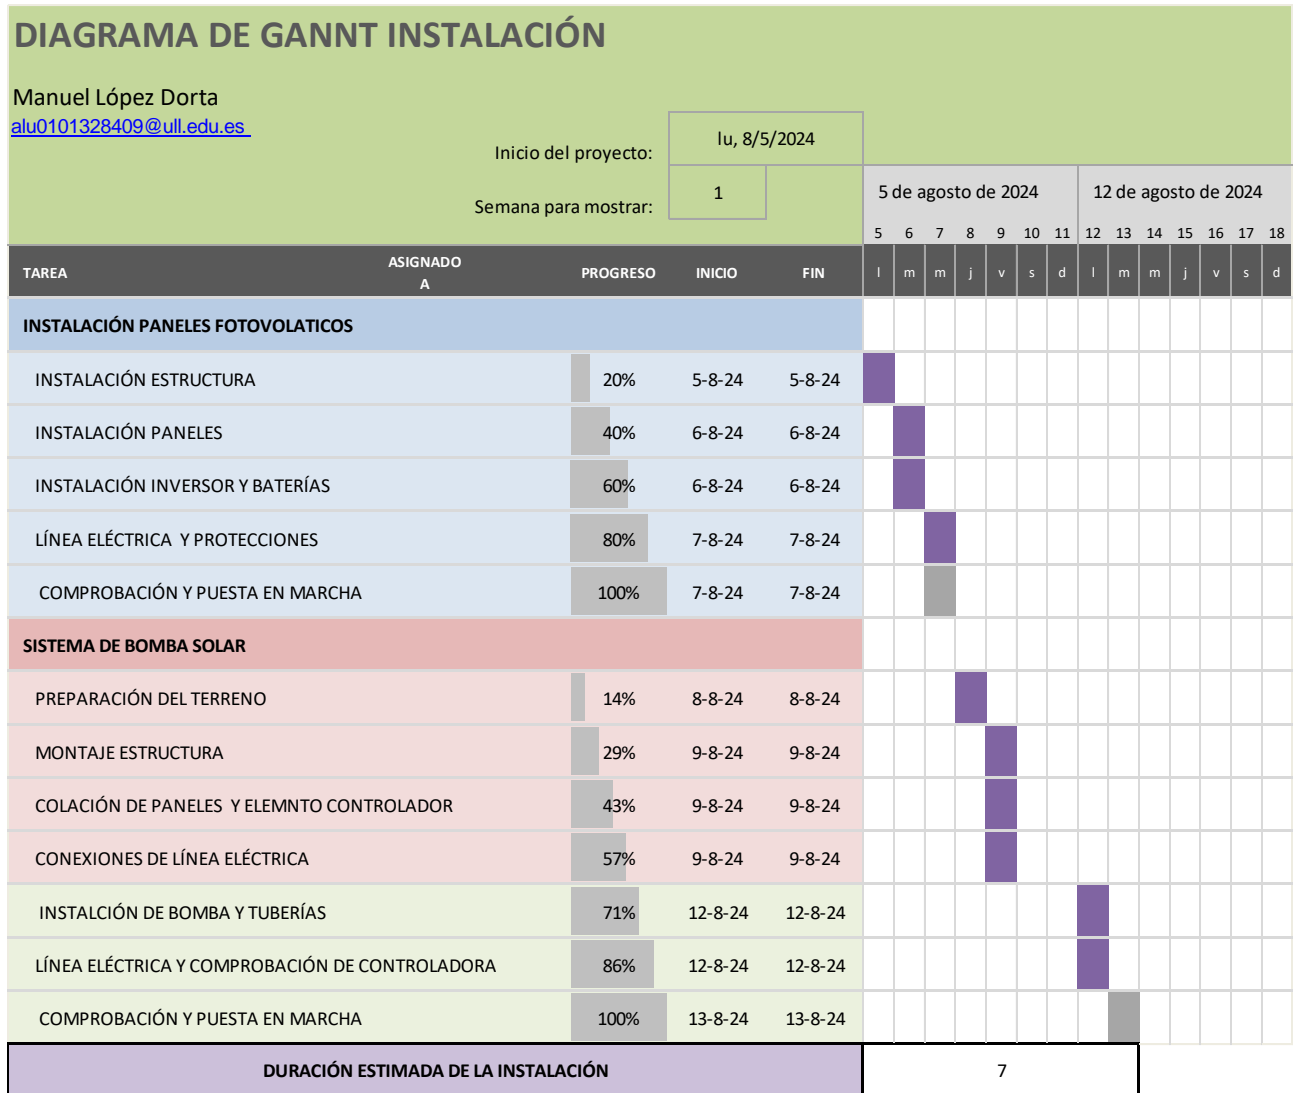 DIAGRAMA DE GANNT INSTALACIÓN
Manuel López Dorta
alu0101328409@ull.edu.es
Inicio del proyecto: lu, 8/5/2024
Semana para mostrar: 1
5 de agosto de 2024 12 de agosto de 2024
5 6 7 8 9 10 11 12 13 14 15 16 17 18
TAREA ASIGNADO A PROGRESO INICIO FIN l m m j v s d l m m j v s d
INSTALACIÓN PANELES FOTOVOLATICOS
INSTALACIÓN ESTRUCTURA 20% 5-8-24 5-8-24
INSTALACIÓN PANELES 40% 6-8-24 6-8-24
INSTALACIÓN INVERSOR Y BATERÍAS 60% 6-8-24 6-8-24
LÍNEA ELÉCTRICA Y PROTECCIONES 80% 7-8-24 7-8-24
COMPROBACIÓN Y PUESTA EN MARCHA 100% 7-8-24 7-8-24
SISTEMA DE BOMBA SOLAR
PREPARACIÓN DEL TERRENO 14% 8-8-24 8-8-24
MONTAJE ESTRUCTURA 29% 9-8-24 9-8-24
COLACIÓN DE PANELES Y ELEMNTO CONTROLADOR 43% 9-8-24 9-8-24
CONEXIONES DE LÍNEA ELÉCTRICA 57% 9-8-24 9-8-24
INSTALCIÓN DE BOMBA Y TUBERÍAS 71% 12-8-24 12-8-24
LÍNEA ELÉCTRICA Y COMPROBACIÓN DE CONTROLADORA 86% 12-8-24 12-8-24
COMPROBACIÓN Y PUESTA EN MARCHA 100% 13-8-24 13-8-24
DURACIÓN ESTIMADA DE LA INSTALACIÓN 7